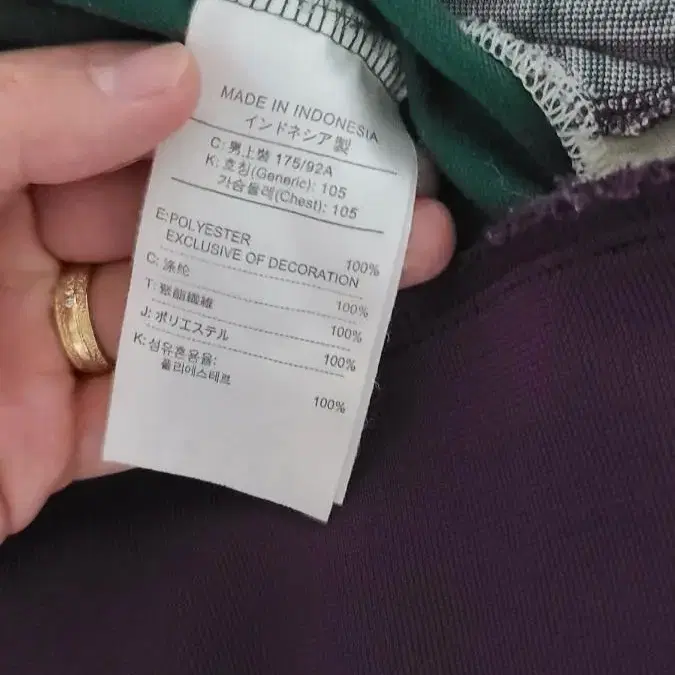 MADE IN INDONESIA
インドネシア製
C: 男上裝 175/92A
K: 호칭(Generic): 105
가슴둘레(Chest): 105
E:POLYESTER 100%
EXCLUSIVE OF DECORATION
C: 涤纶 100%
T: 聚酯纖維 100%
J: ポリエステル 100%
K: 섬유혼용율:
폴리에스테르 100%